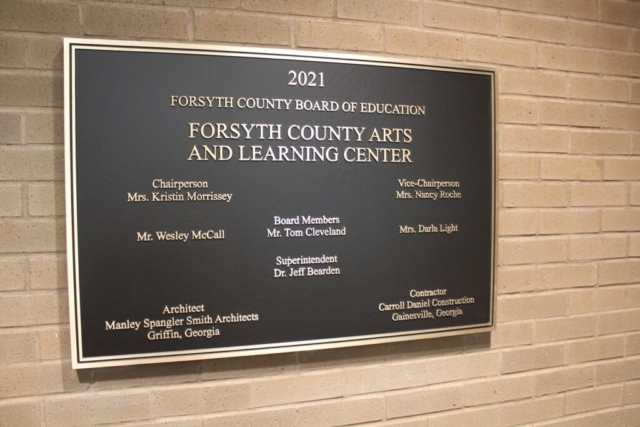 2021
FORSYTH COUNTY BOARD OF EDUCATION
FORSYTH COUNTY ARTS
AND LEARNING CENTER
Chairperson
Mrs. Kristin Morrissey
Vice-Chairperson
Mrs. Nancy Roche
Board Members
Mr. Wesley McCall
Mr. Tom Cleveland
Mrs. Darla Light
Superintendent
Dr. Jeff Bearden
Architect
Manley Spangler Smith Architects
Griffin, Georgia
Contractor
Carroll Daniel Construction
Gainesville, Georgia